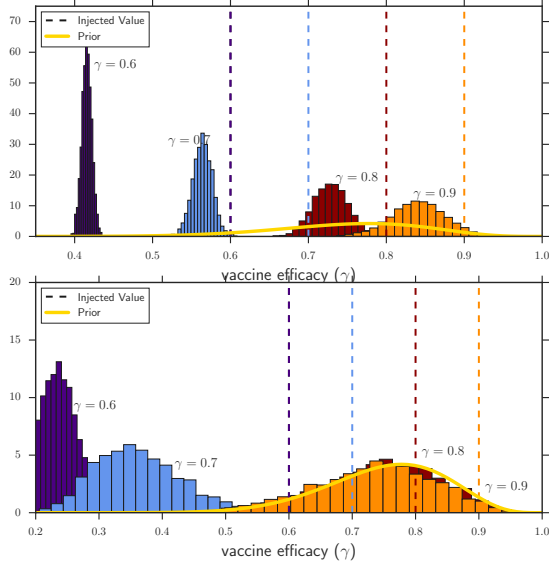 70
60
50
40
30
20
10
0
Injected Value
Prior
γ = 0.6
γ = 0.7
γ = 0.8
γ = 0.9
0.4 0.5 0.6 0.7 0.8 0.9 1.0
vaccine efficacy (γ)
20
15
10
5
0
Injected Value
Prior
γ = 0.6
γ = 0.7
γ = 0.8
γ = 0.9
0.2 0.3 0.4 0.5 0.6 0.7 0.8 0.9 1.0
vaccine efficacy (γ)